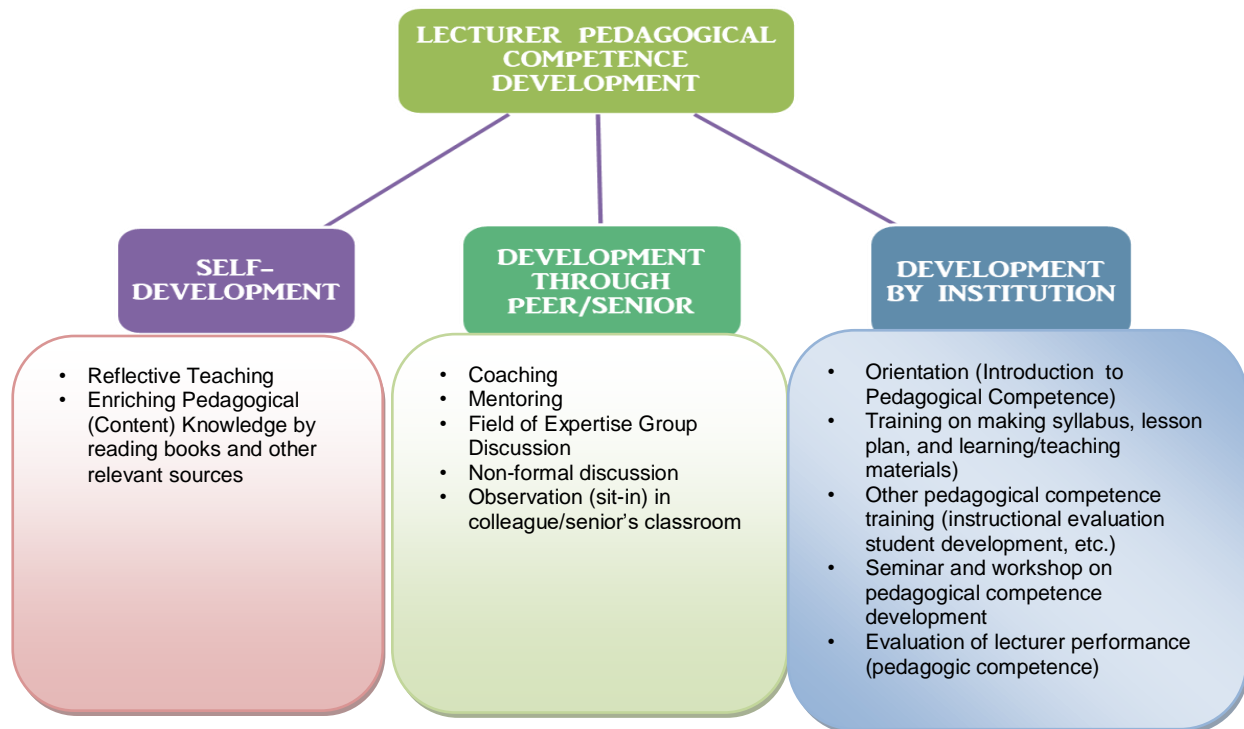 LECTURER PEDAGOGICAL
COMPETENCE
DEVELOPMENT
SELF-
DEVELOPMENT
• Reflective Teaching
• Enriching Pedagogical
(Content) Knowledge by
reading books and other
relevant sources
DEVELOPMENT
THROUGH
PEER/SENIOR
• Coaching
• Mentoring
• Field of Expertise Group
Discussion
• Non-formal discussion
• Observation (sit-in) in
colleague/senior's classroom
DEVELOPMENT
BY INSTITUTION
• Orientation (Introduction to
Pedagogical Competence)
• Training on making syllabus, lesson
plan, and learning/teaching
materials)
• Other pedagogical competence
training (instructional evaluation
student development, etc.)
• Seminar and workshop on
pedagogical competence
development
• Evaluation of lecturer performance
(pedagogic competence)